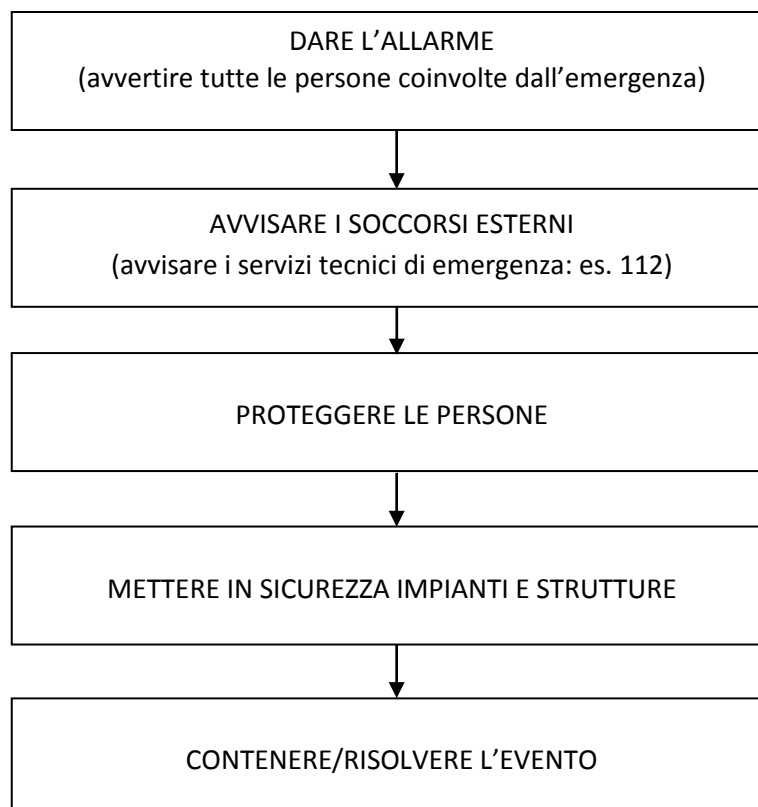 DARE L’ALLARME
(avvertire tutte le persone coinvolte dall’emergenza)
AVVISARE I SOCCORSI ESTERNI
(avvisare i servizi tecnici di emergenza: es. 112)
PROTEGGERE LE PERSONE
METTERE IN SICUREZZA IMPIANTI E STRUTTURE
CONTENERE/RISOLVERE L’EVENTO